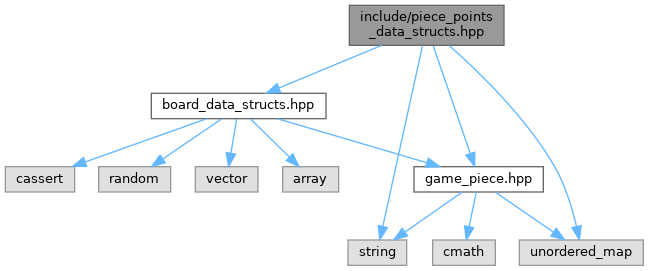 include/piece_points
_data_structs.hpp
board_data_structs.hpp
cassert
random
vector
array
game_piece.hpp
string
cmath
unordered_map